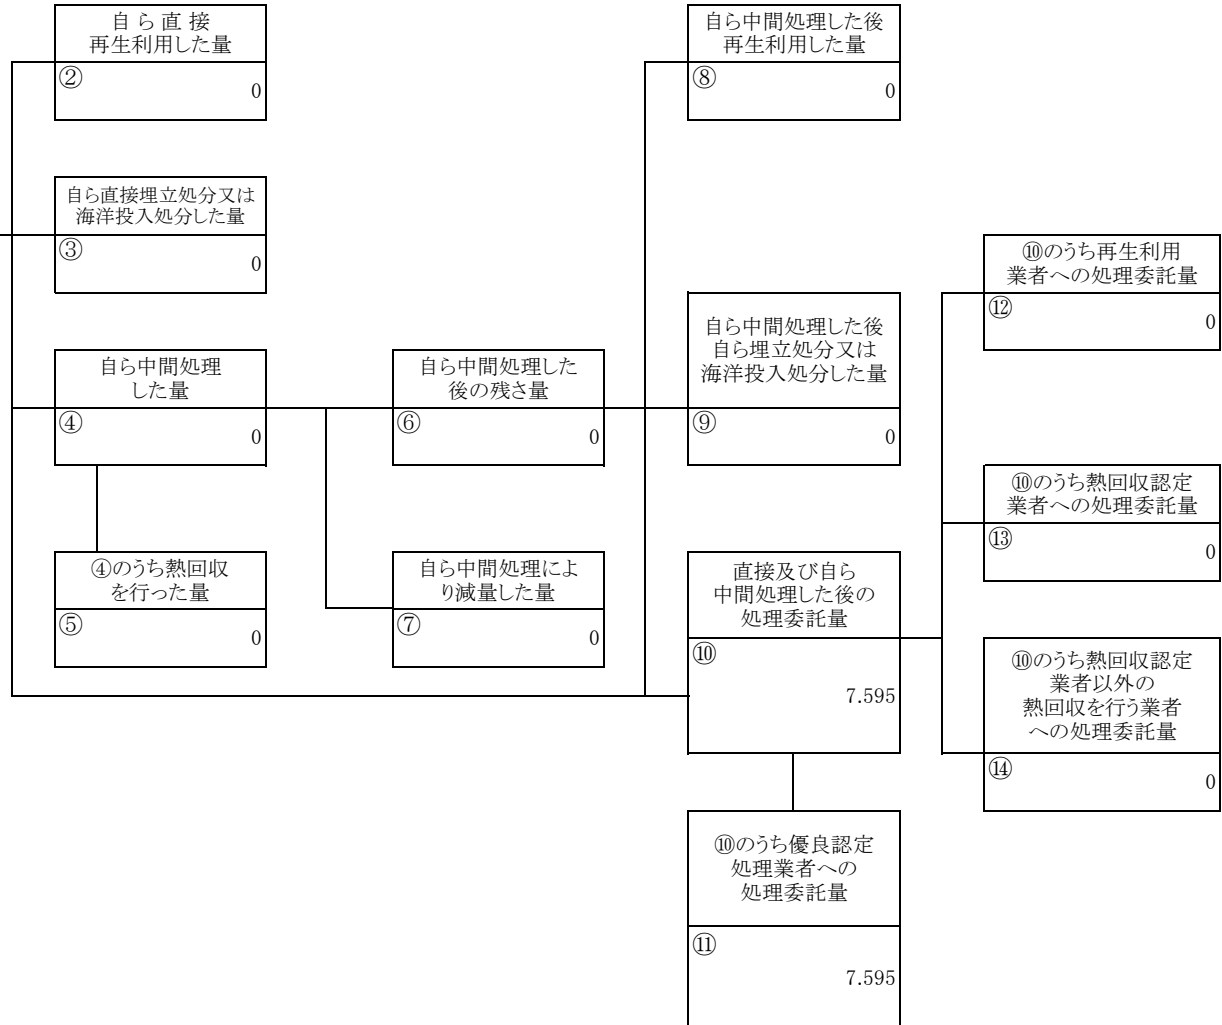 自 ら 直 接
再生利用した量
②
0
自ら中間処理した後
再生利用した量
⑧
0
自ら直接埋立処分又は
海洋投入処分した量
③
0
⑩のうち再生利用
業者への処理委託量
⑫
0
自ら中間処理した後
自ら埋立処分又は
海洋投入処分した量
⑨
0
自ら中間処理
した量
④
0
自ら中間処理した
後の残さ量
⑥
0
⑩のうち熱回収認定
業者への処理委託量
⑬
0
④のうち熱回収
を行った量
⑤
0
自ら中間処理によ
り減量した量
⑦
0
直接及び自ら
中間処理した後の
処理委託量
⑩
7.595
⑩のうち熱回収認定
業者以外の
熱回収を行う業者
への処理委託量
⑭
0
⑩のうち優良認定
処理業者への
処理委託量
⑪
7.595